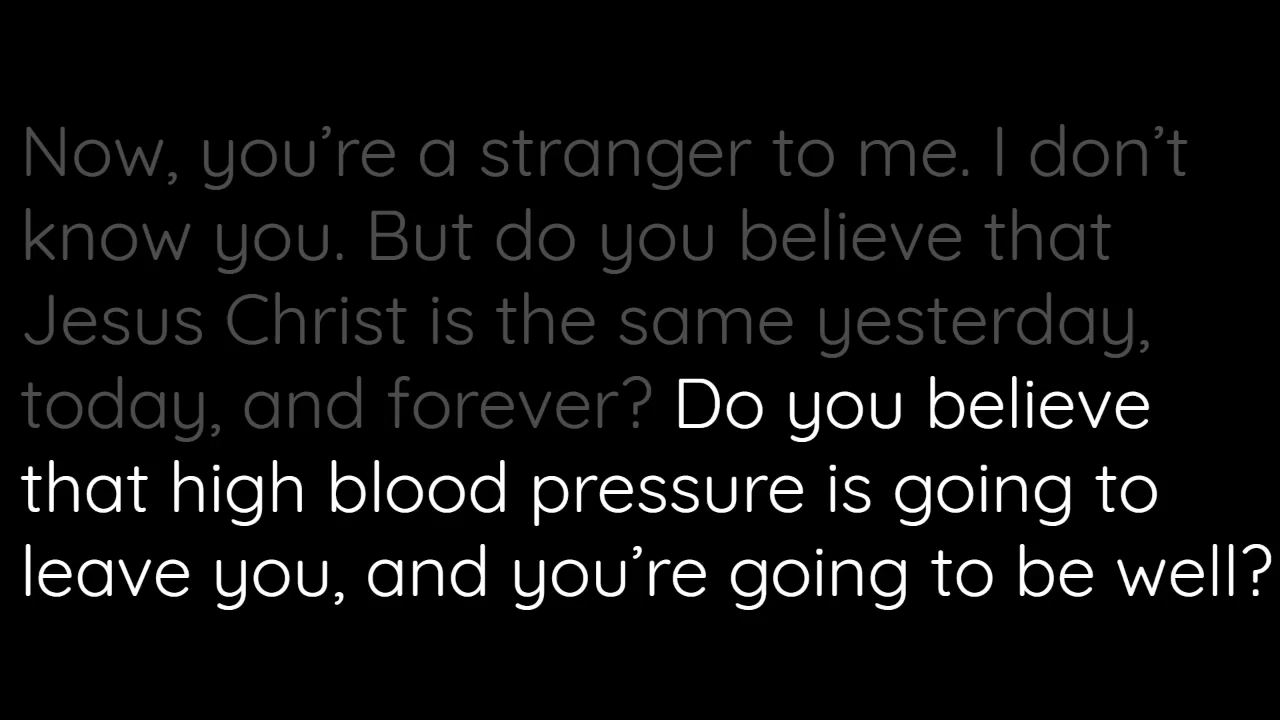 Now, you’re a stranger to me. I don’t
know you. But do you believe that
Jesus Christ is the same yesterday,
today, and forever? Do you believe
that high blood pressure is going to
leave you, and you’re going to be well?